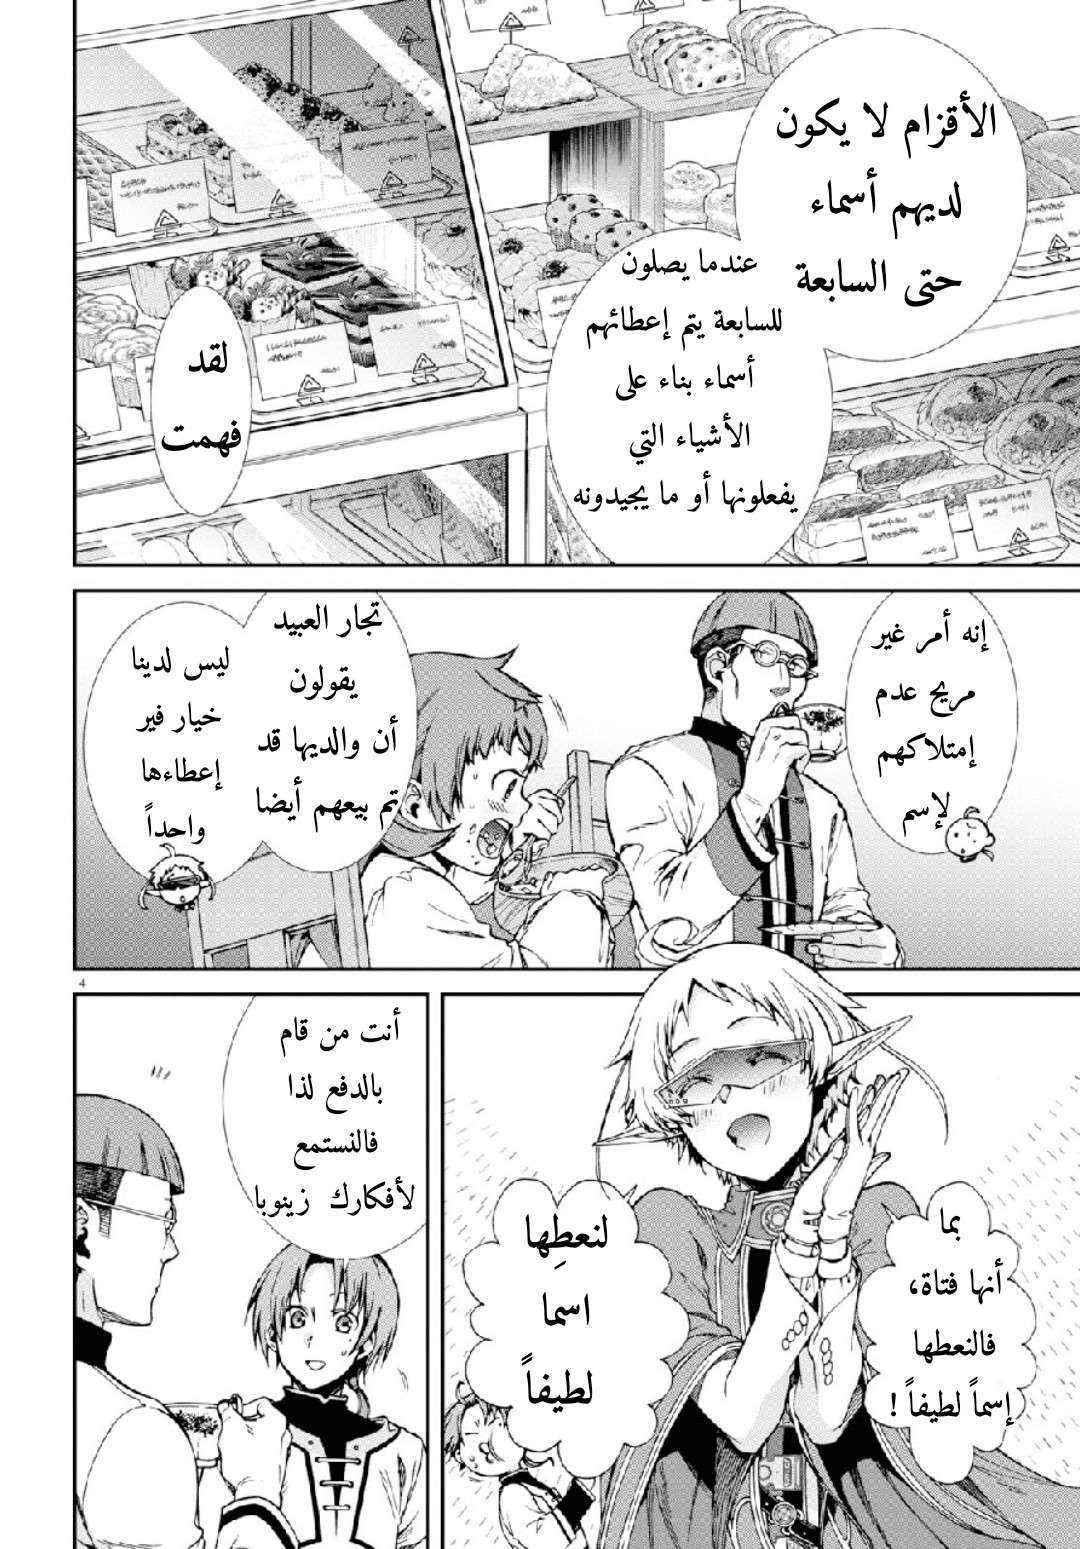 الأقزام لا يكون
لديهم أسماء
حتى السابعة
عندما يصلون
للسابعة يتم إعطائهم
أسماء بناء على
الأشياء التي
يفعلونها أو ما يجيدونه
لقد
فهمت
إنه أمر غير
مريح عدم
إمتلاكهم
لإسم
تجار العبيد
يقولون
أن والديها قد
تم بيعهم أيضا
ليس لدينا
خيار فير
إعطاءها
واحداً
4
بما
أنها فتاة،
فالنعطها
إسماً لطيفاً !
لنعطِها
اسما
لطيفاً
أنت من قام
بالدفع لذا
فالنستمع
لأفكارك زينوبا